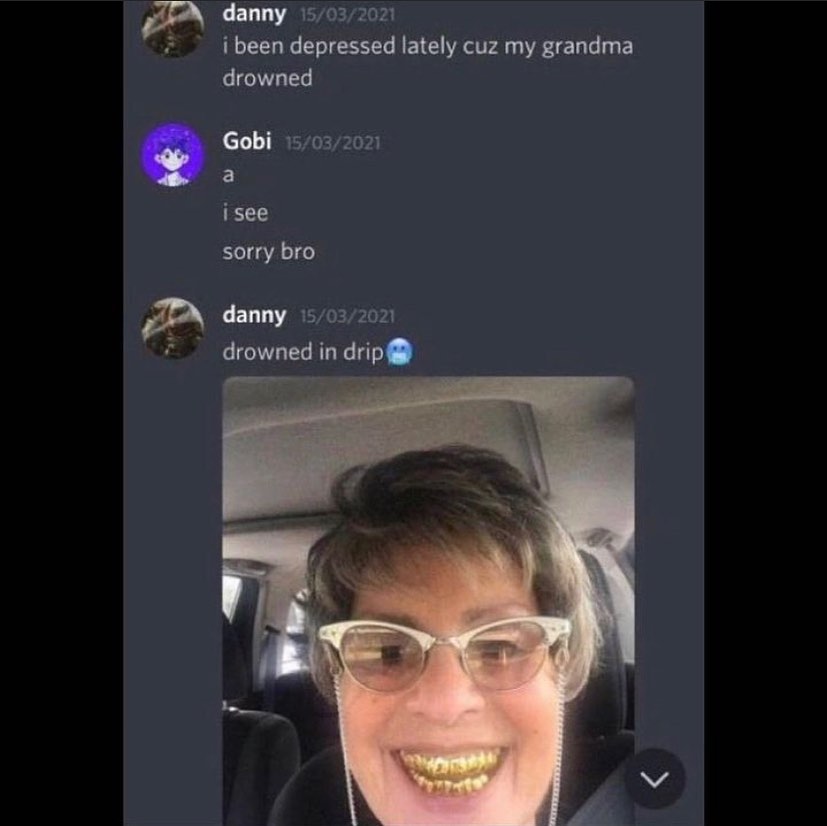 danny 15/03/2021
i been depressed lately cuz my grandma
drowned
Gobi 15/03/2021
a
i see
sorry bro
danny 15/03/2021
drowned in drip🥶